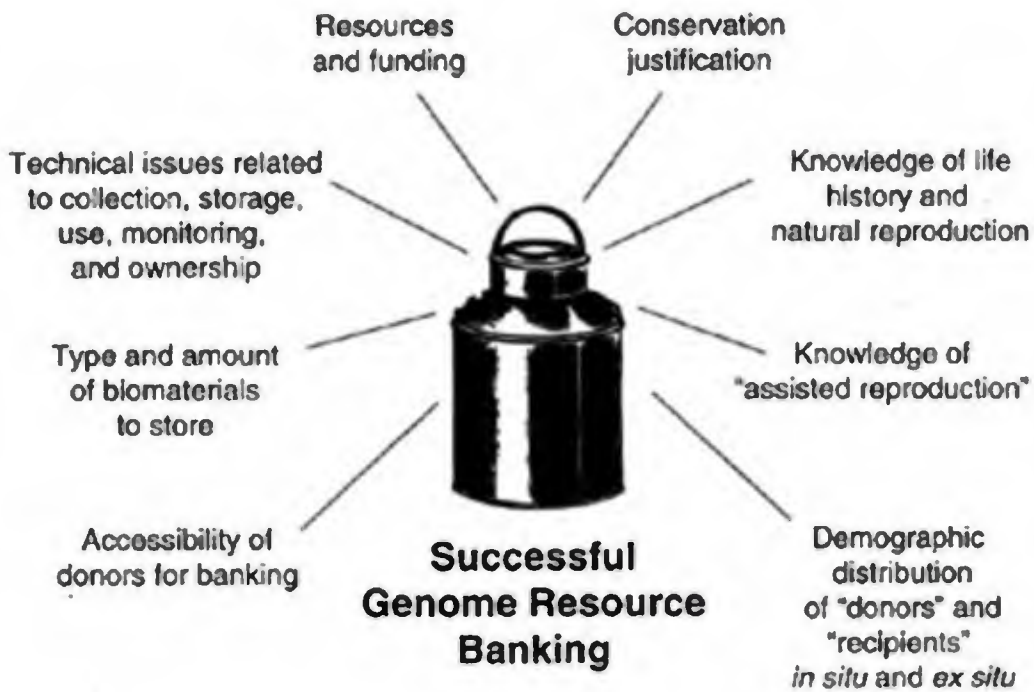 Resources
and funding
Conservation
justification
Technical issues related
to collection, storage,
use, monitoring,
and ownership
Knowledge of life
history and
natural reproduction
Type and amount
of biomaterials
to store
Knowledge of
"assisted reproduction"
Accessibility of
donors for banking
Successful
Genome Resource
Banking
Demographic
distribution
of "donors" and
"recipients"
in situ and ex situ